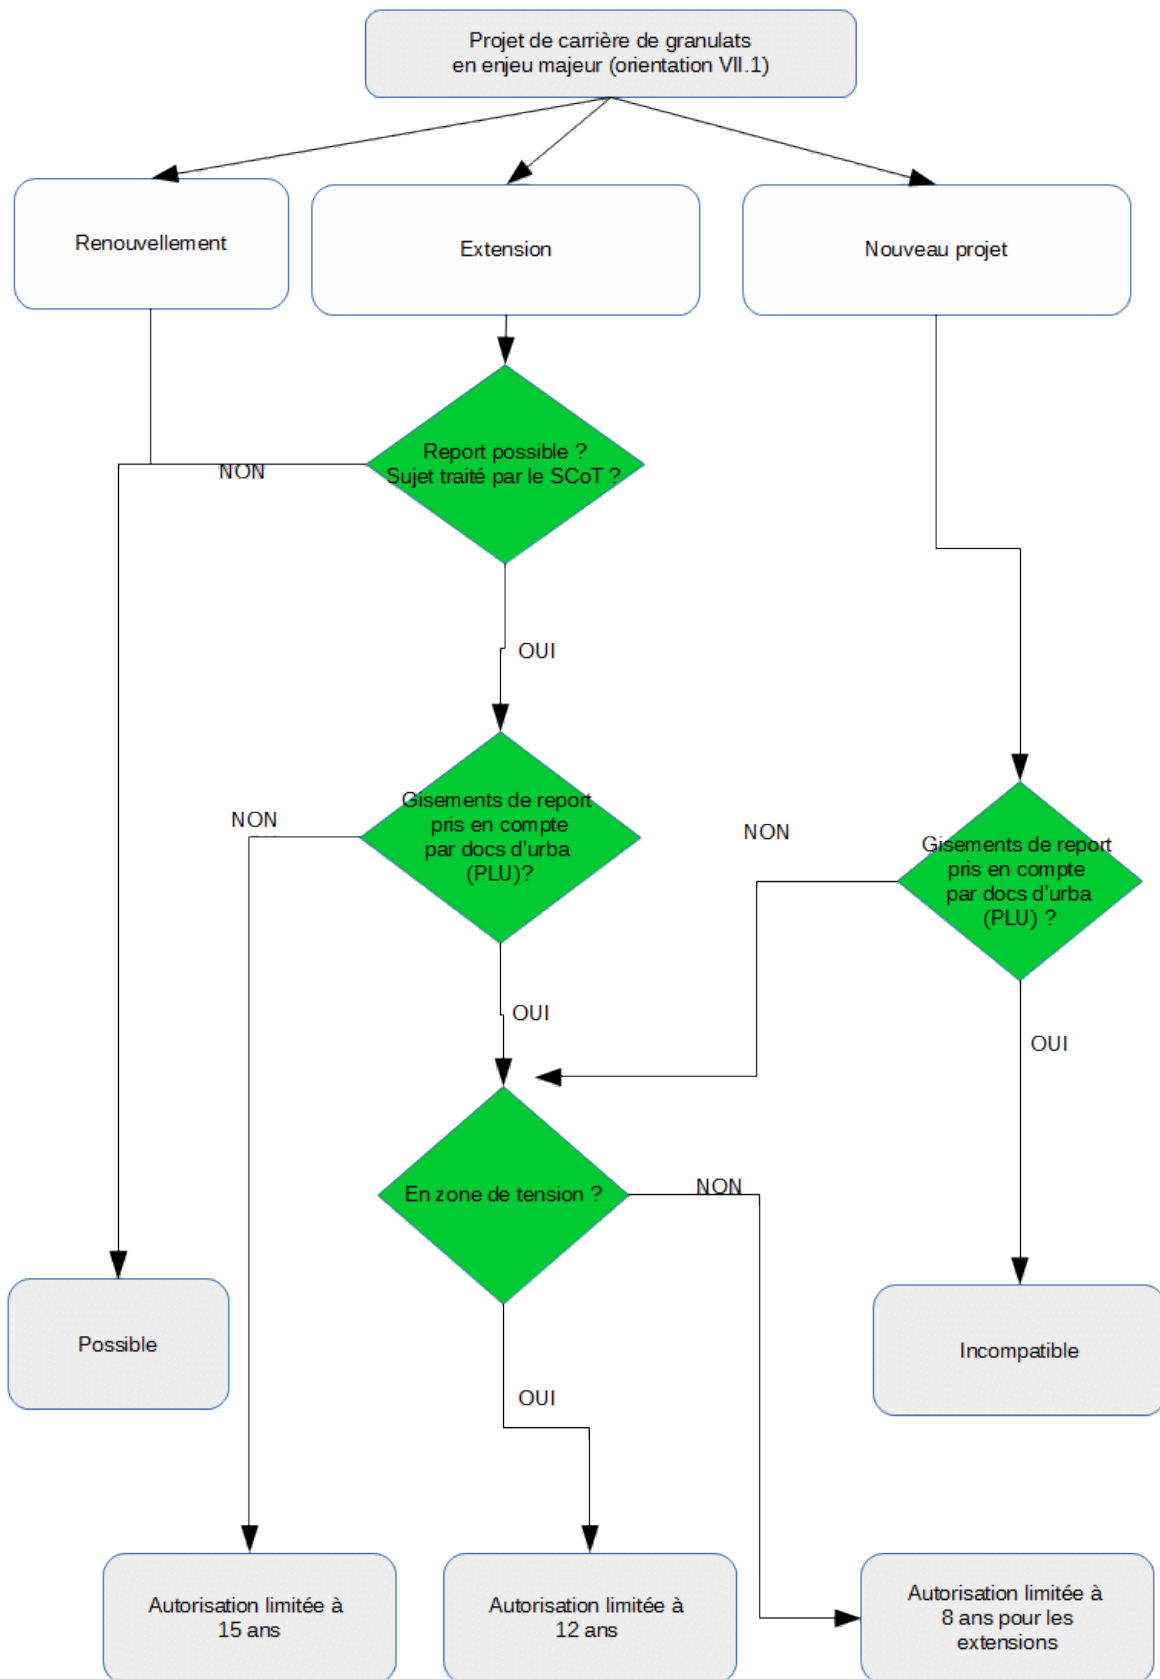 Projet de carrière de granulats
en enjeu majeur (orientation VII.1)
Renouvellement
Extension
Nouveau projet
Report possible ?
Sujet traité par le SCoT ?
NON
OUI
Gisements de report
pris en compte
par docs d'urba
(PLU)?
NON
OUI
Gisements de report
pris en compte
par docs d'urba
(PLU) ?
NON
OUI
En zone de tension ?
NON
OUI
Possible
Incompatible
Autorisation limitée à
15 ans
Autorisation limitée à
12 ans
Autorisation limitée à
8 ans pour les
extensions